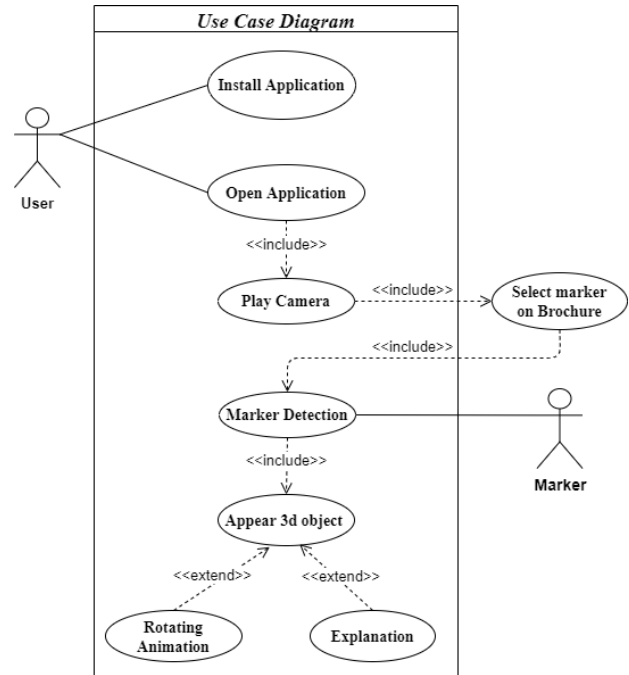 Use Case Diagram
Install Application
User
Open Application
<<include>>
Play Camera
<<include>>
Select marker
on Brochure
<<include>>
Marker Detection
Marker
<<include>>
Appear 3d object
<<extend>>
<<extend>>
Rotating
Animation
Explanation